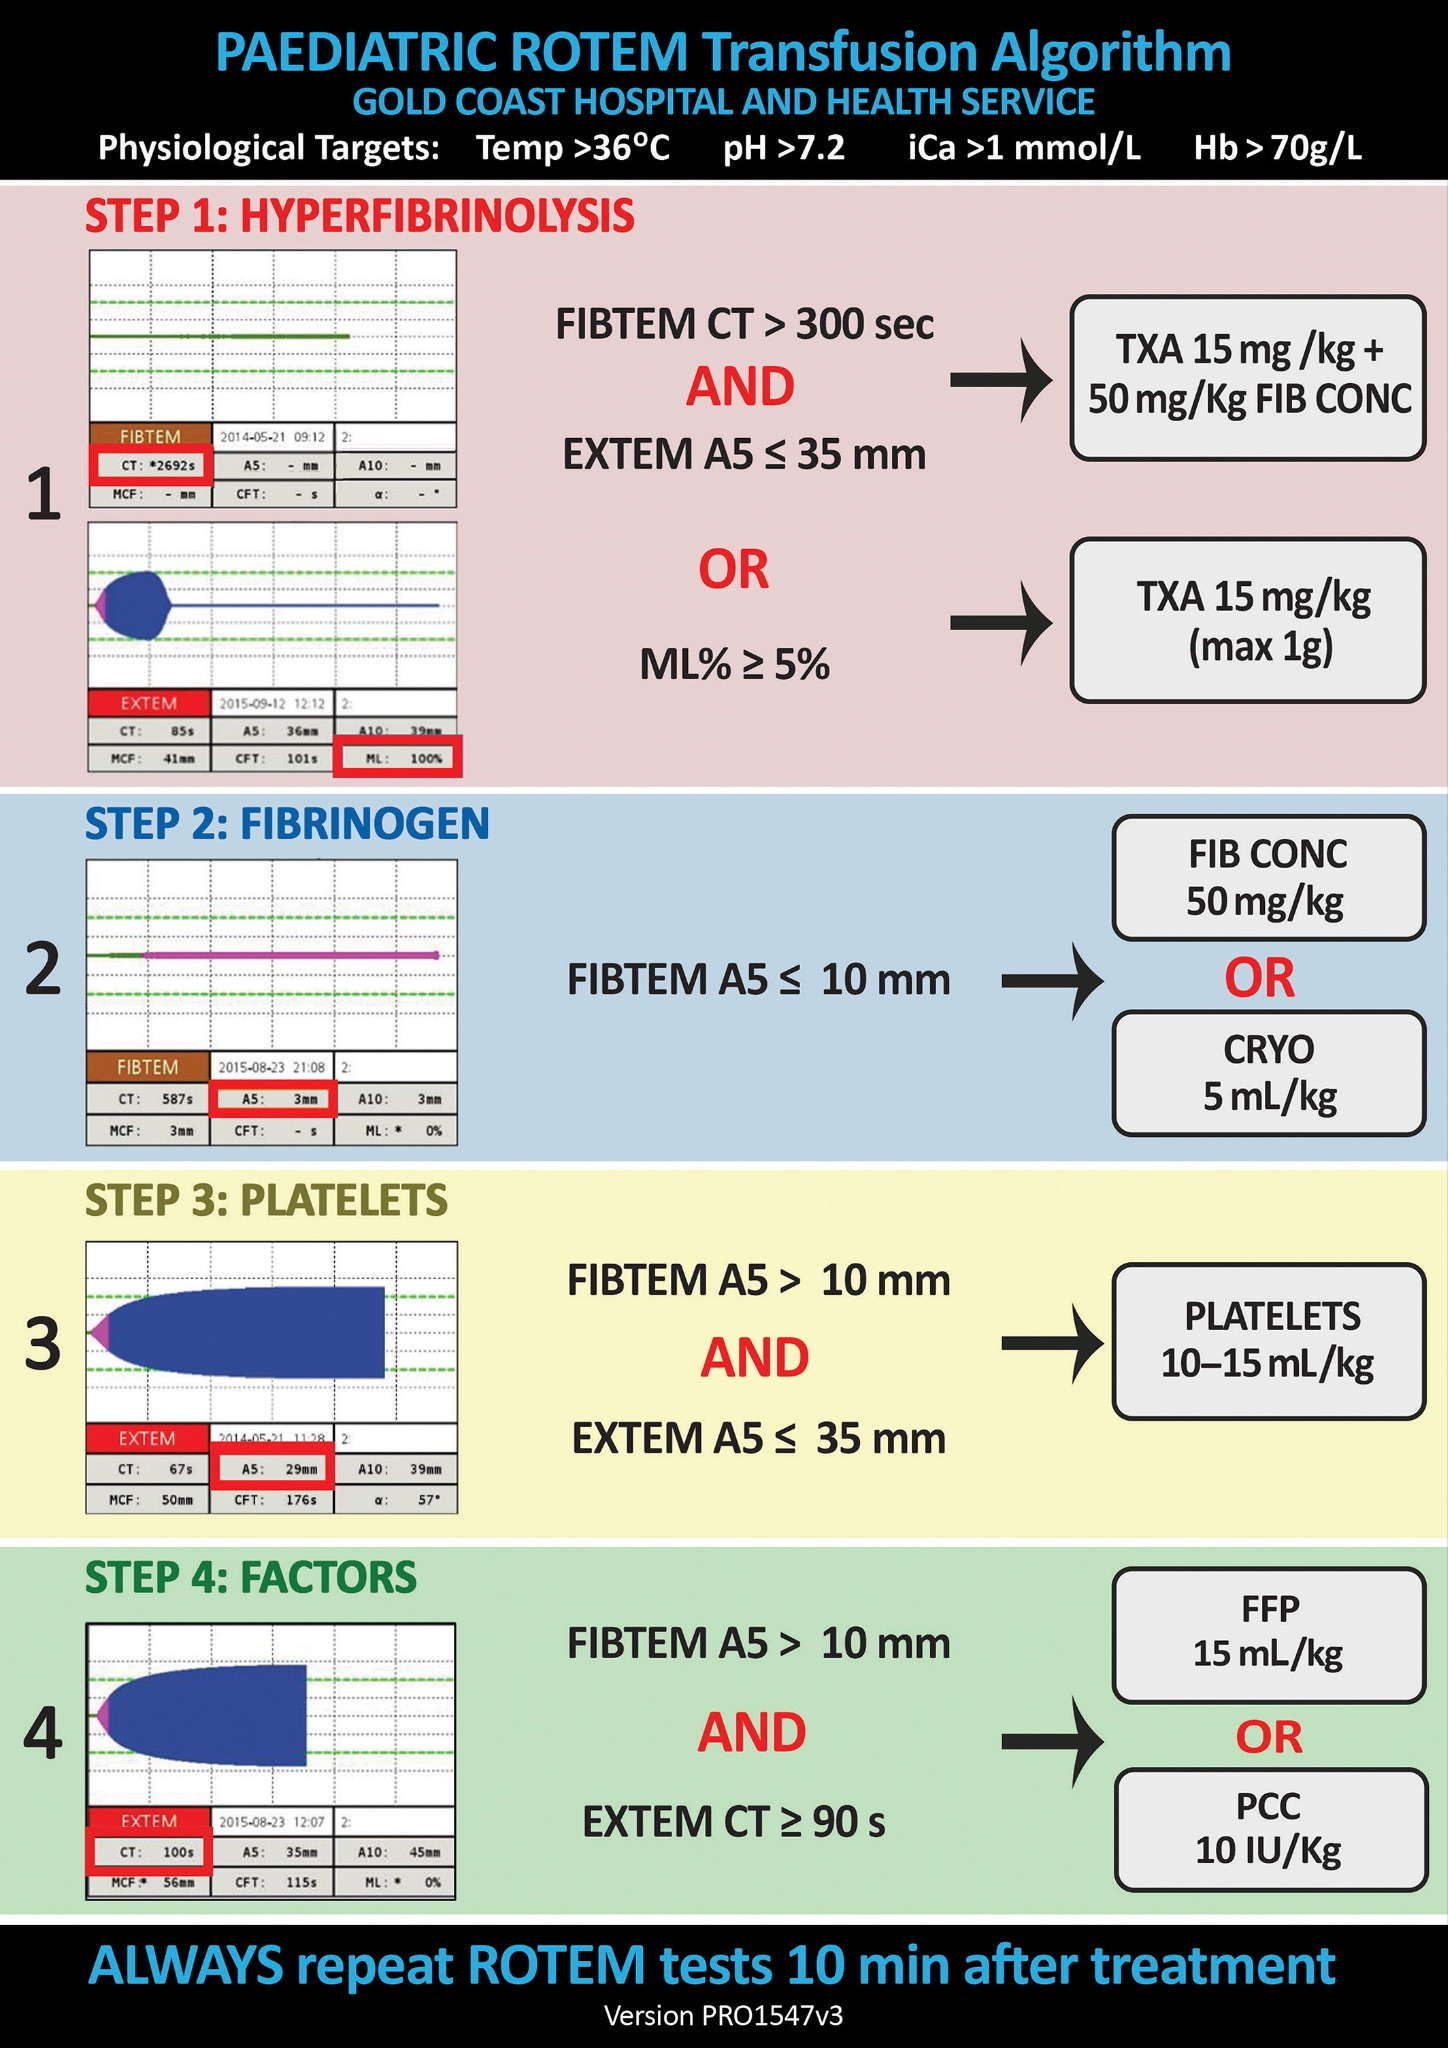 PAEDIATRIC ROTEM Transfusion Algorithm
GOLD COAST HOSPITAL AND HEALTH SERVICE
Physiological Targets: Temp >36°C pH >7.2 iCa >1 mmol/L Hb > 70g/L
STEP 1: HYPERFIBRINOLYSIS
1
FIBTEM 2014-05-21 09:12 2:
CT: *2692s A5: - mm A10: - mm
MCF: - mm CFT: - s α: - °
EXTEM 2015-09-12 12:12 2:
CT: 85s A5: 36mm A10: 39mm
MCF: 41mm CFT: 101s ML: 100%
FIBTEM CT > 300 sec
AND
EXTEM A5 ≤ 35 mm
TXA 15 mg /kg +
50 mg/Kg FIB CONC
OR
ML% ≥ 5%
TXA 15 mg/kg
(max 1g)
STEP 2: FIBRINOGEN
2
FIBTEM 2015-08-23 21:08 2:
CT: 587s A5: 3mm A10: 3mm
MCF: 3mm CFT: - s ML: * 0%
FIBTEM A5 ≤ 10 mm
FIB CONC
50 mg/kg
OR
CRYO
5 mL/kg
STEP 3: PLATELETS
3
EXTEM 2014-05-21 11:28 2:
CT: 67s A5: 29mm A10: 39mm
MCF: 50mm CFT: 176s α: 57°
FIBTEM A5 > 10 mm
AND
EXTEM A5 ≤ 35 mm
PLATELETS
10–15 mL/kg
STEP 4: FACTORS
4
EXTEM 2015-08-23 12:07 2:
CT: 100s A5: 35mm A10: 45mm
MCF:* 56mm CFT: 115s ML: * 0%
FIBTEM A5 > 10 mm
AND
EXTEM CT ≥ 90 s
FFP
15 mL/kg
OR
PCC
10 IU/Kg
ALWAYS repeat ROTEM tests 10 min after treatment
Version PRO1547v3